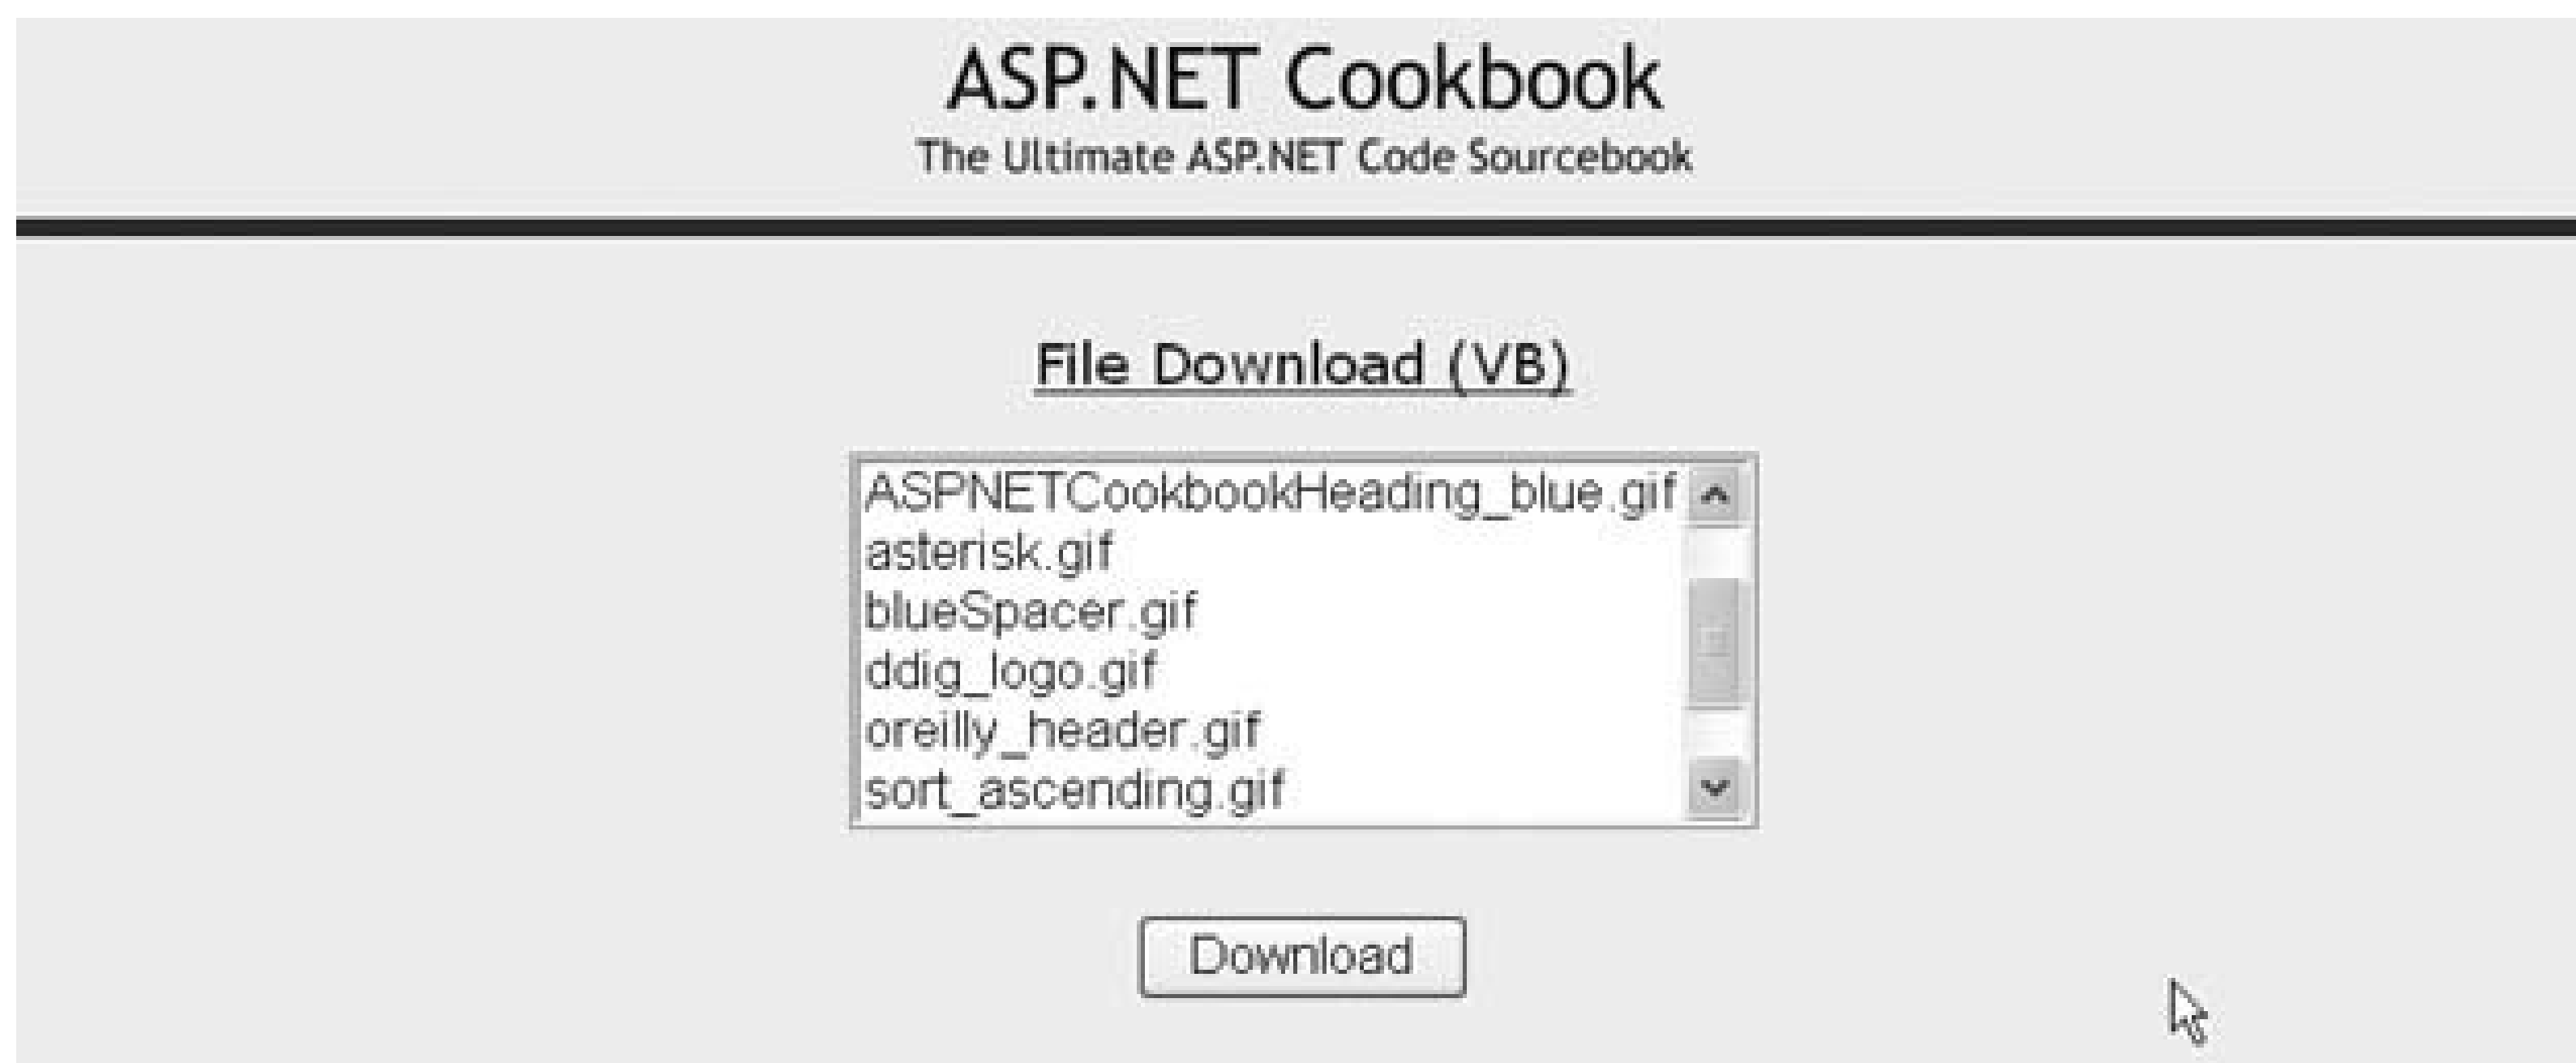 ASP.NET Cookbook
The Ultimate ASP.NET Code Sourcebook
File Download (VB)
ASPNETCookbookHeading_blue.gif
asterisk.gif
blueSpacer.gif
ddig_logo.gif
oreilly_header.gif
sort_ascending.gif
Download